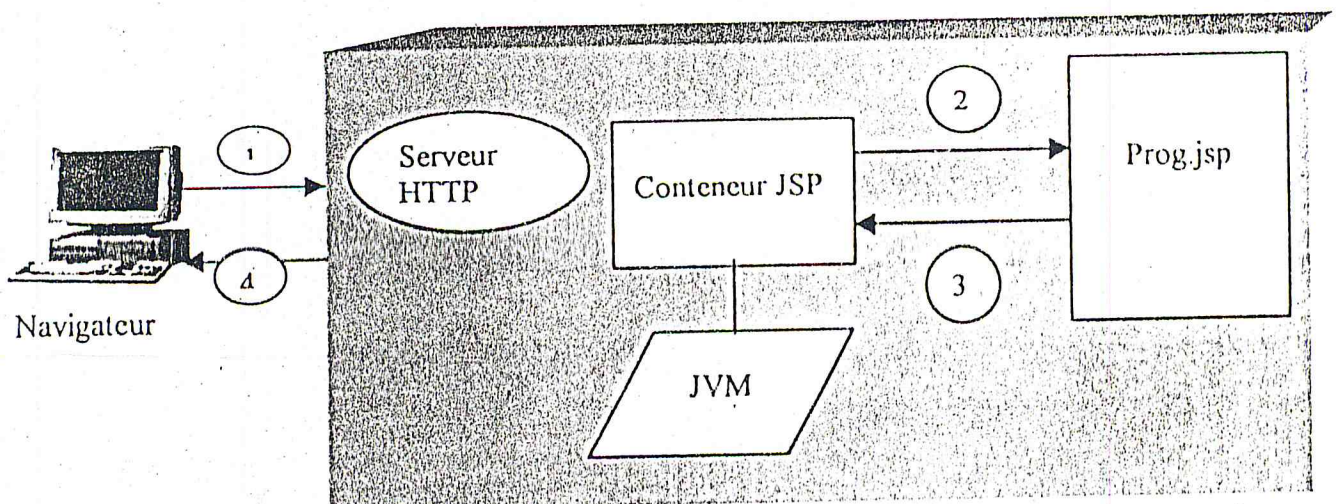 1
Serveur
HTTP
Conteneur JSP
2
Prog.jsp
3
4
Navigateur
JVM